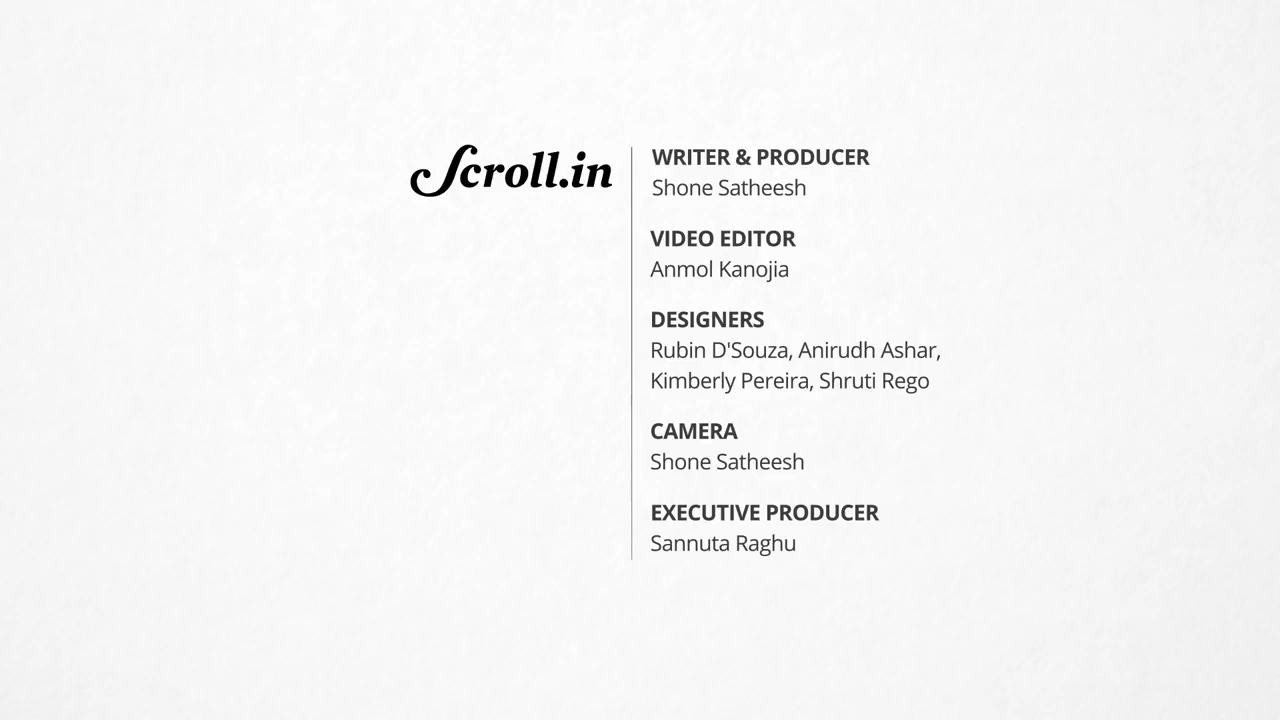 Scroll.in
WRITER & PRODUCER
Shone Satheesh
VIDEO EDITOR
Anmol Kanojia
DESIGNERS
Rubin D'Souza, Anirudh Ashar,
Kimberly Pereira, Shruti Rego
CAMERA
Shone Satheesh
EXECUTIVE PRODUCER
Sannuta Raghu